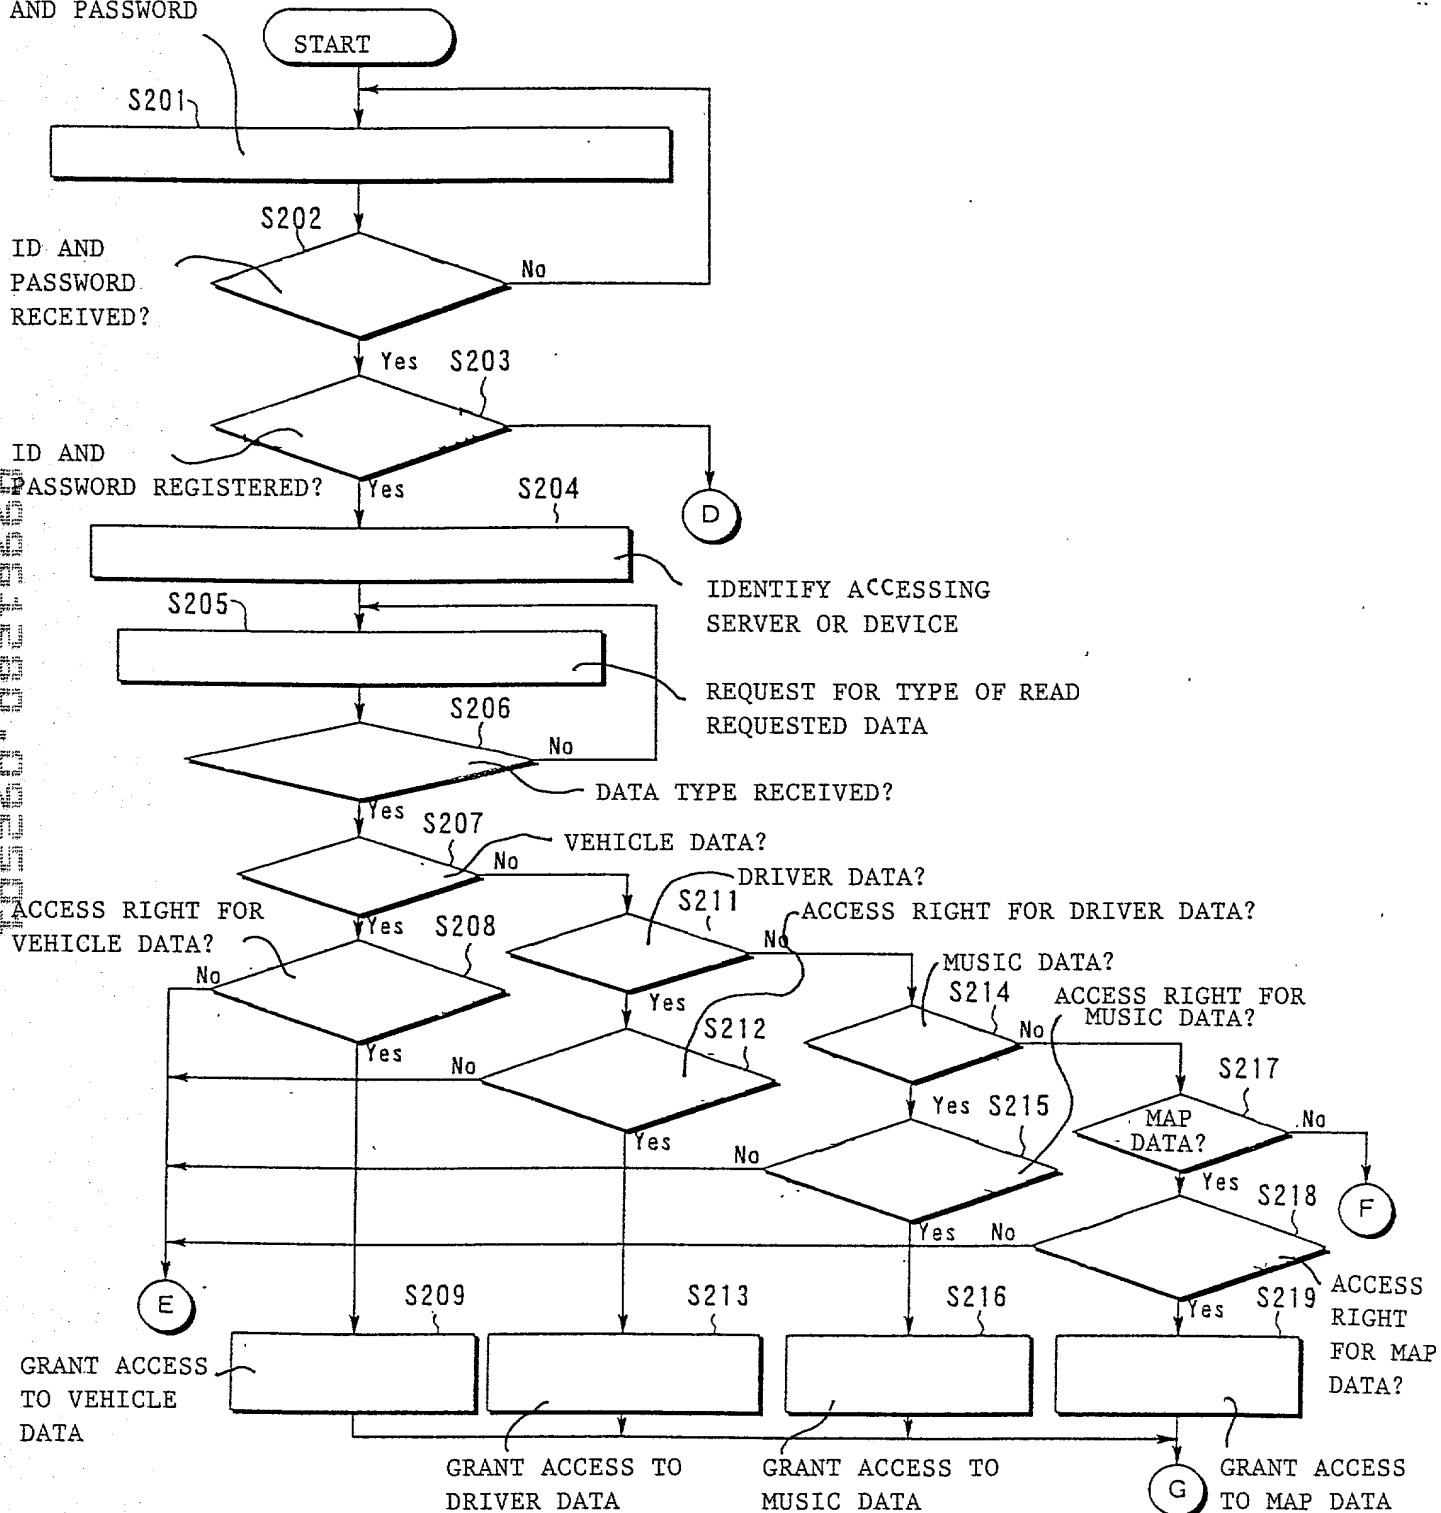 AND PASSWORD
START
S201
S202
ID AND
PASSWORD
RECEIVED?
No
Yes
S203
ID AND
PASSWORD REGISTERED?
Yes
D
S204
IDENTIFY ACCESSING
SERVER OR DEVICE
S205
REQUEST FOR TYPE OF READ
REQUESTED DATA
S206
No
DATA TYPE RECEIVED?
Yes
S207
VEHICLE DATA?
No
DRIVER DATA?
Yes
ACCESS RIGHT FOR
VEHICLE DATA?
S208
No
Yes
S211
No
ACCESS RIGHT FOR DRIVER DATA?
Yes
S212
No
Yes
MUSIC DATA?
S214
No
ACCESS RIGHT FOR
MUSIC DATA?
Yes
S215
No
Yes
S217
MAP
DATA?
No
Yes
F
S218
No
ACCESS
RIGHT
FOR MAP
DATA?
Yes
E
S209
S213
S216
S219
GRANT ACCESS
TO VEHICLE
DATA
GRANT ACCESS TO
DRIVER DATA
GRANT ACCESS TO
MUSIC DATA
G
GRANT ACCESS
TO MAP DATA